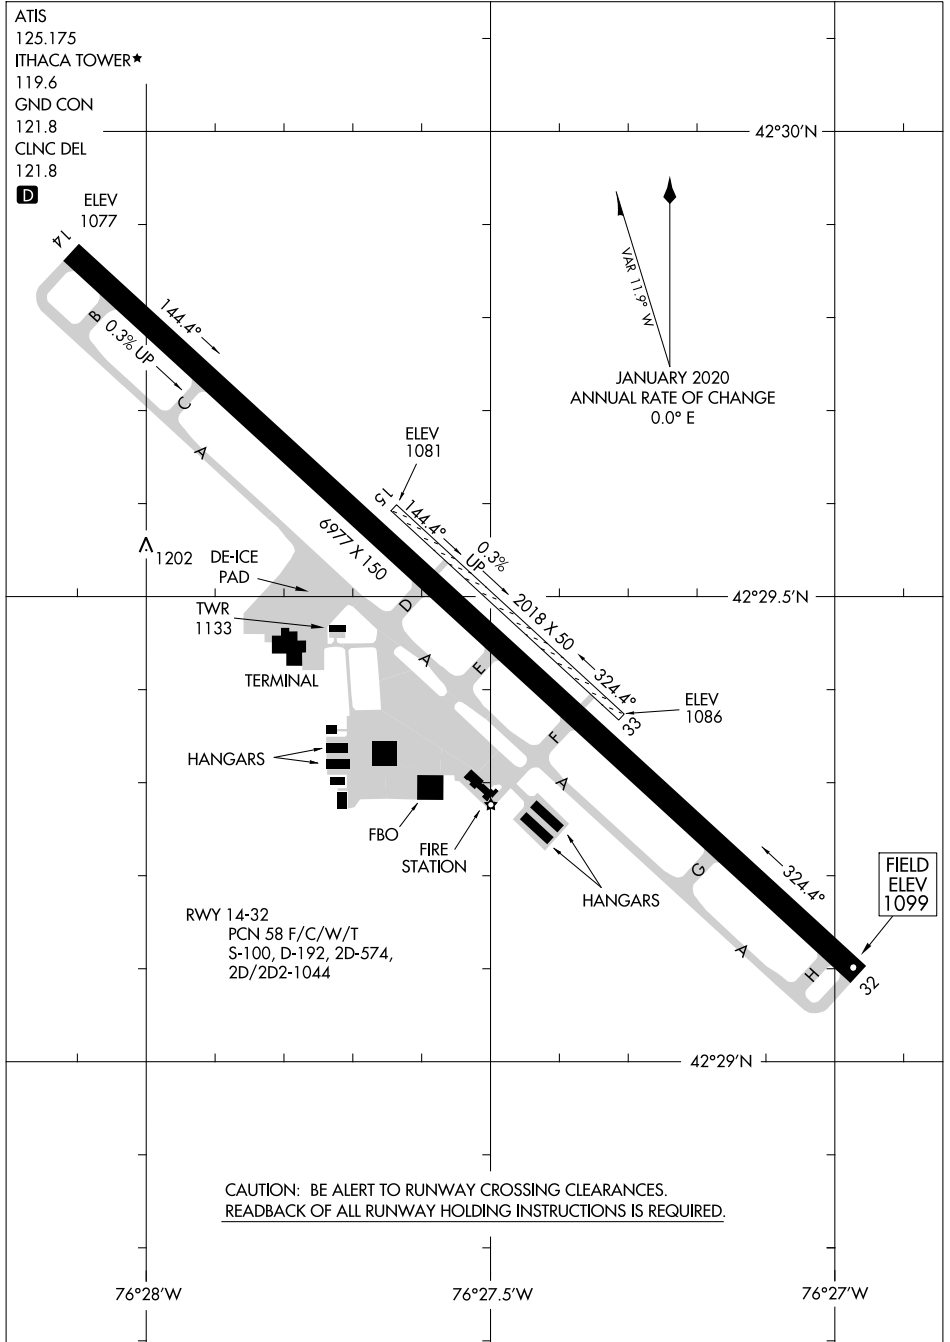 ATIS
125.175
ITHACA TOWER★
119.6
GND CON
121.8
CLNC DEL
121.8
D
42°30'N
ELEV
1077
14
VAR 11.9° W
JANUARY 2020
ANNUAL RATE OF CHANGE
0.0° E
144.4°
B
0.3% UP
C
A
ELEV
1081
15
144.4°
0.3%
UP
6977 X 150
2018 X 50
1202
DE-ICE
PAD
42°29.5'N
D
TWR
1133
TERMINAL
A
E
324.4°
ELEV
1086
33
F
HANGARS
A
FBO
FIRE
STATION
HANGARS
G
324.4°
FIELD
ELEV
1099
RWY 14-32
PCN 58 F/C/W/T
S-100, D-192, 2D-574,
2D/2D2-1044
A
H
32
42°29'N
CAUTION: BE ALERT TO RUNWAY CROSSING CLEARANCES.
READBACK OF ALL RUNWAY HOLDING INSTRUCTIONS IS REQUIRED.
76°28'W
76°27.5'W
76°27'W